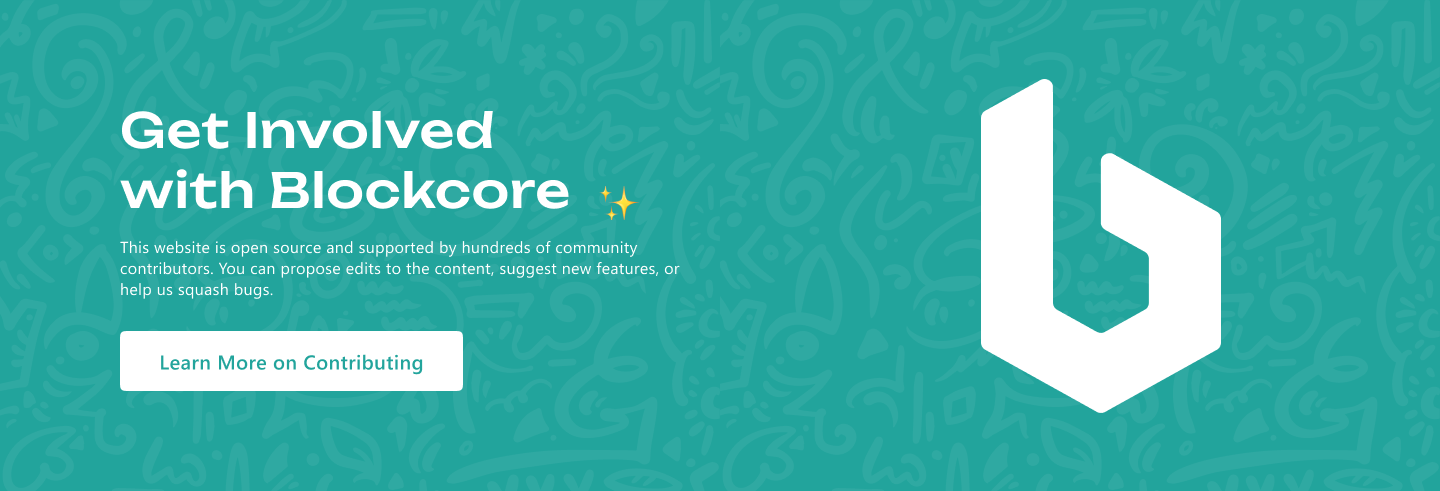 Get Involved
with Blockcore ✨
This website is open source and supported by hundreds of community
contributors. You can propose edits to the content, suggest new features, or
help us squash bugs.
Learn More on Contributing